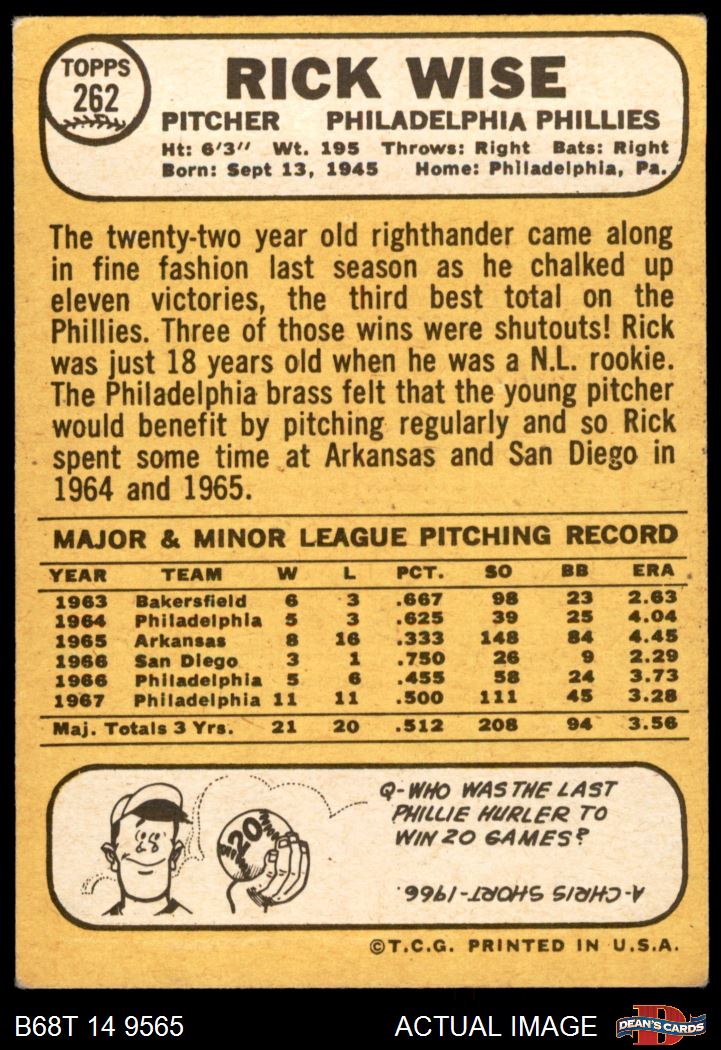 TOPPS
262
RICK WISE
PITCHER PHILADELPHIA PHILLIES
Ht: 6'3" Wt. 195 Throws: Right Bats: Right
Born: Sept 13, 1945 Home: Philadelphia, Pa.
The twenty-two year old righthander came along
in fine fashion last season as he chalked up
eleven victories, the third best total on the
Phillies. Three of those wins were shutouts! Rick
was just 18 years old when he was a N.L. rookie.
The Philadelphia brass felt that the young pitcher
would benefit by pitching regularly and so Rick
spent some time at Arkansas and San Diego in
1964 and 1965.
MAJOR & MINOR LEAGUE PITCHING RECORD
YEAR TEAM W L PCT. SO BB ERA
1963 Bakersfield 6 3 .667 98 23 2.63
1964 Philadelphia 5 3 .625 39 25 4.04
1965 Arkansas 8 16 .333 148 84 4.45
1966 San Diego 3 1 .750 26 9 2.29
1966 Philadelphia 5 6 .455 58 24 3.73
1967 Philadelphia 11 11 .500 111 45 3.28
Maj. Totals 3 Yrs. 21 20 .512 208 94 3.56
20
Q-WHO WAS THE LAST
PHILLIE HURLER TO
WIN 20 GAMES?
A-CHRIS SHORT-1966.
©T.C.G. PRINTED IN U.S.A.
B68T 14 9565 ACTUAL IMAGE
D
DEAN'S CARDS